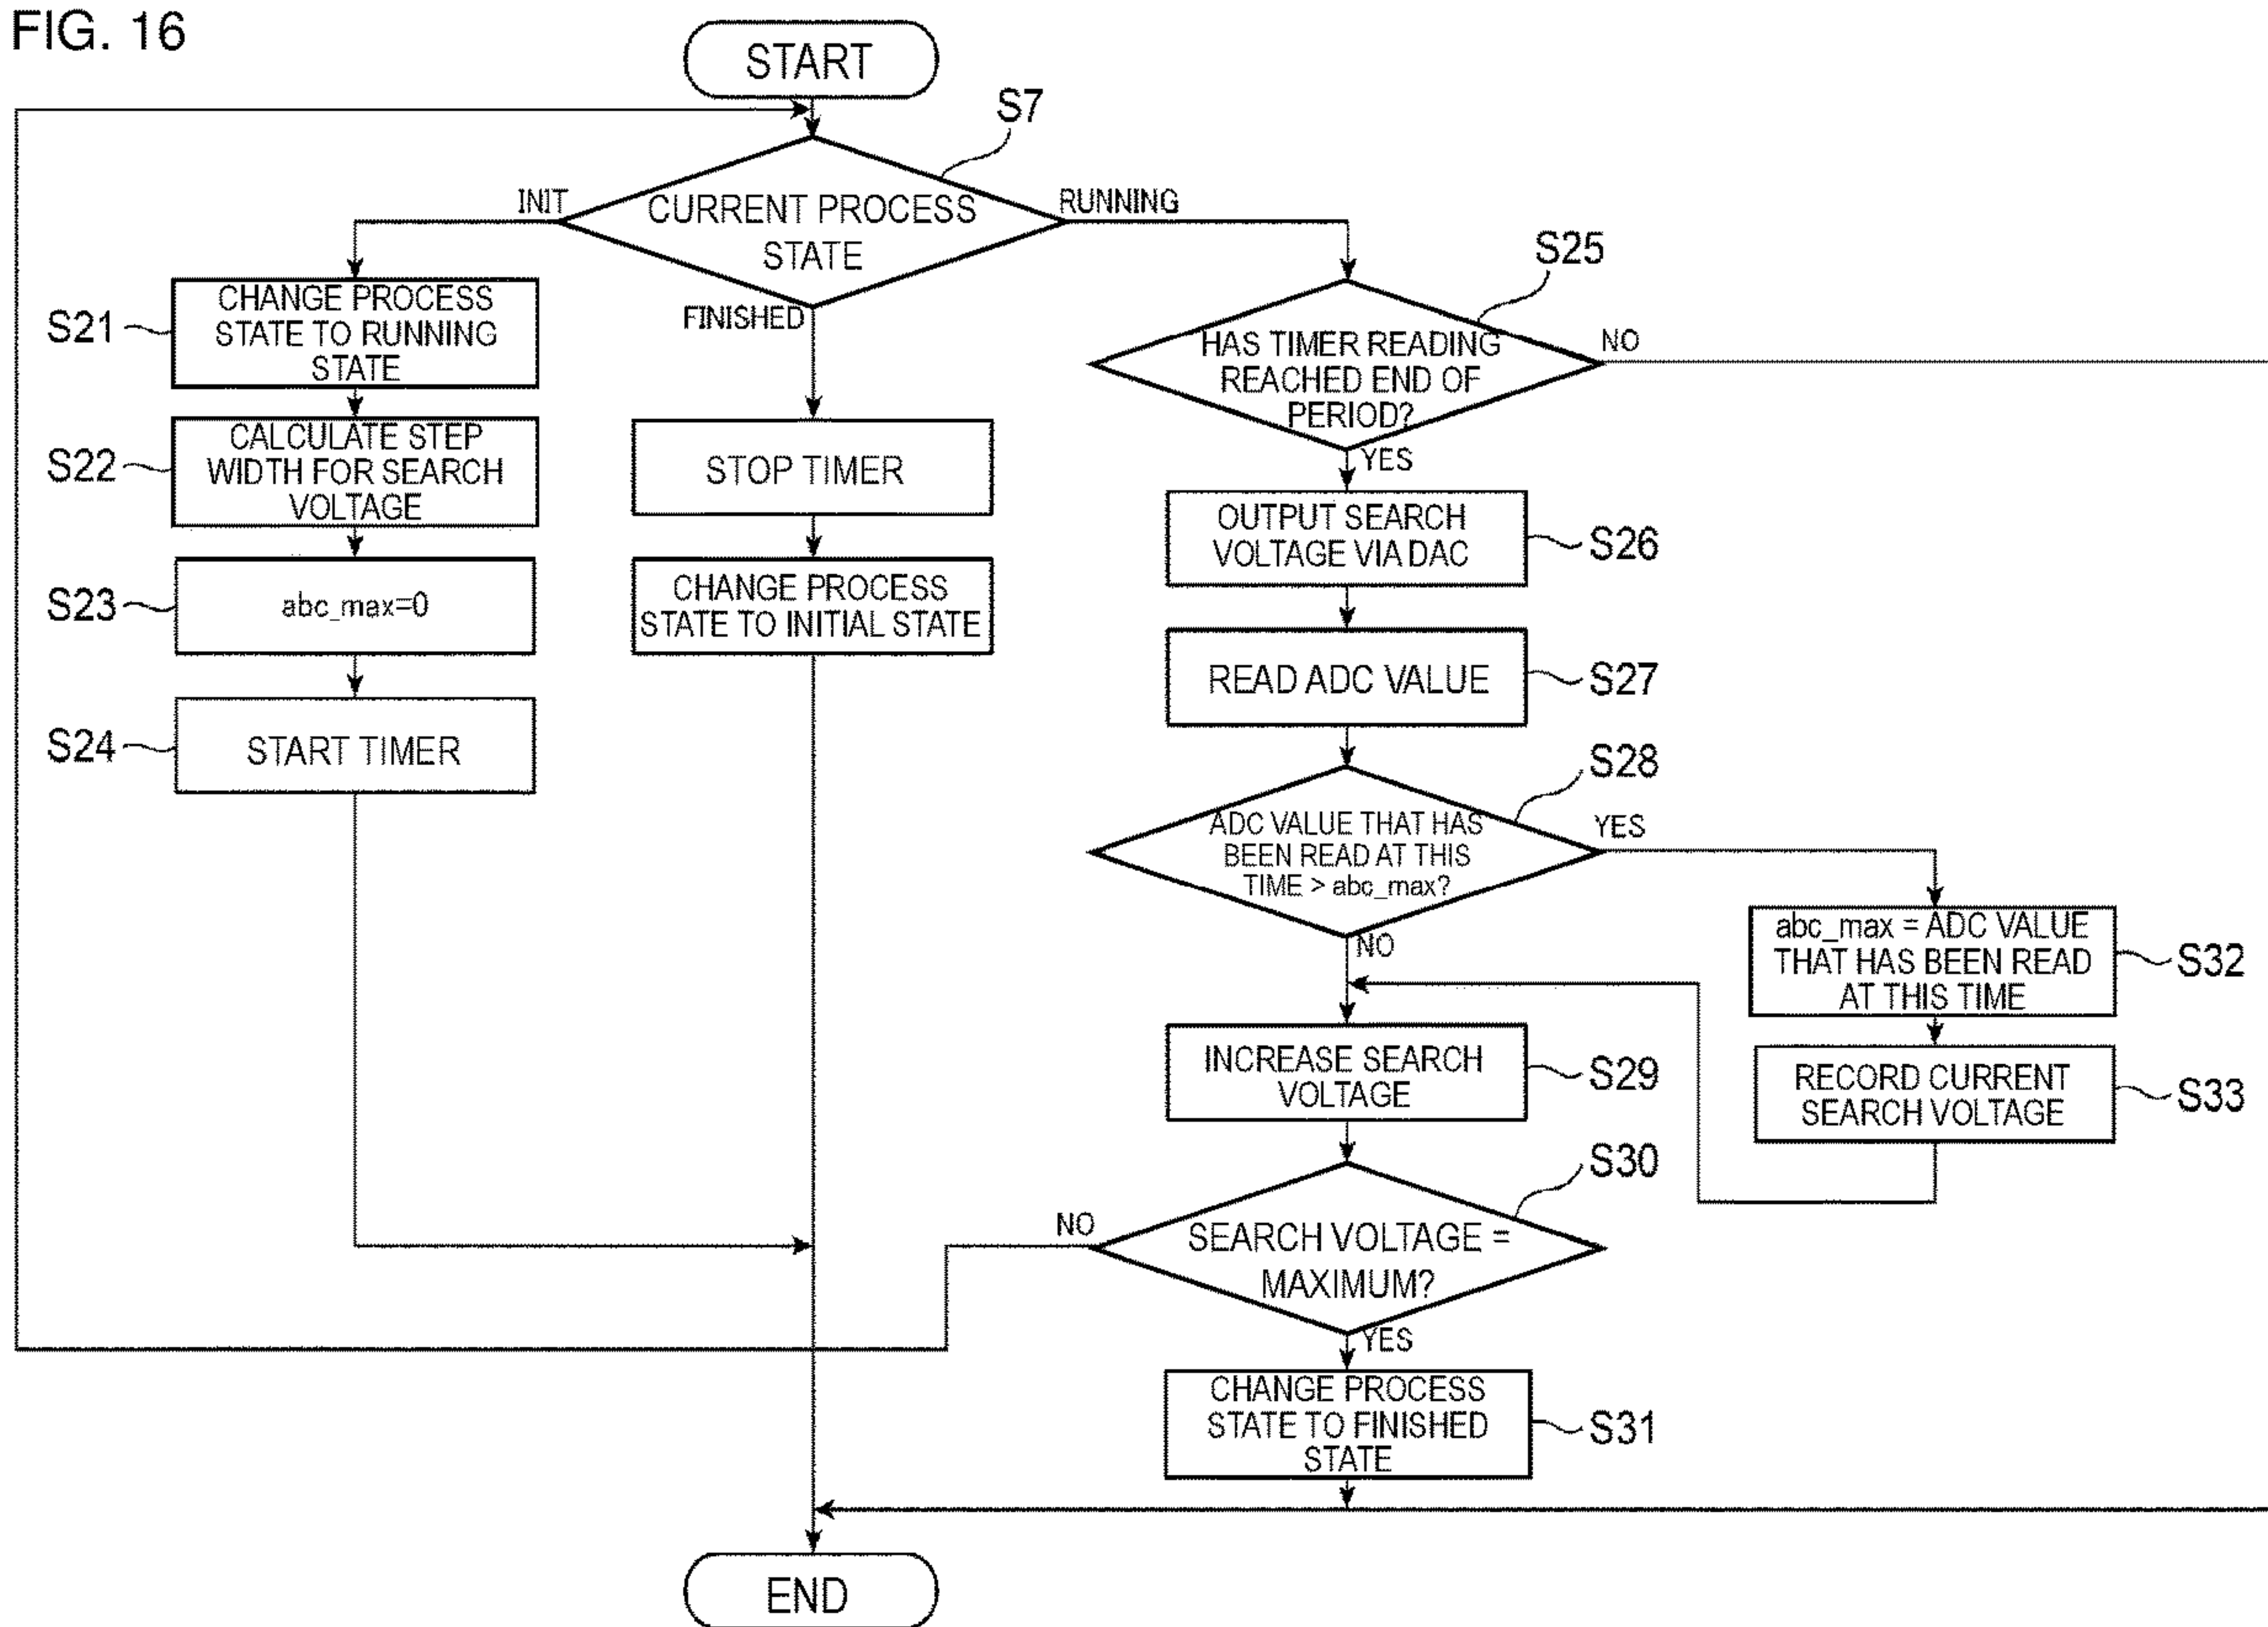 FIG. 16
START
S7
CURRENT PROCESS
STATE
INIT
RUNNING
FINISHED
S21
CHANGE PROCESS
STATE TO RUNNING
STATE
S22
CALCULATE STEP
WIDTH FOR SEARCH
VOLTAGE
S23
abc_max=0
S24
START TIMER
STOP TIMER
CHANGE PROCESS
STATE TO INITIAL STATE
S25
HAS TIMER READING
REACHED END OF
PERIOD?
NO
YES
OUTPUT SEARCH
VOLTAGE VIA DAC
S26
READ ADC VALUE
S27
S28
ADC VALUE THAT HAS
BEEN READ AT THIS
TIME > abc_max?
YES
NO
abc_max = ADC VALUE
THAT HAS BEEN READ
AT THIS TIME
S32
RECORD CURRENT
SEARCH VOLTAGE
S33
INCREASE SEARCH
VOLTAGE
S29
S30
SEARCH VOLTAGE =
MAXIMUM?
NO
YES
CHANGE PROCESS
STATE TO FINISHED
STATE
S31
END